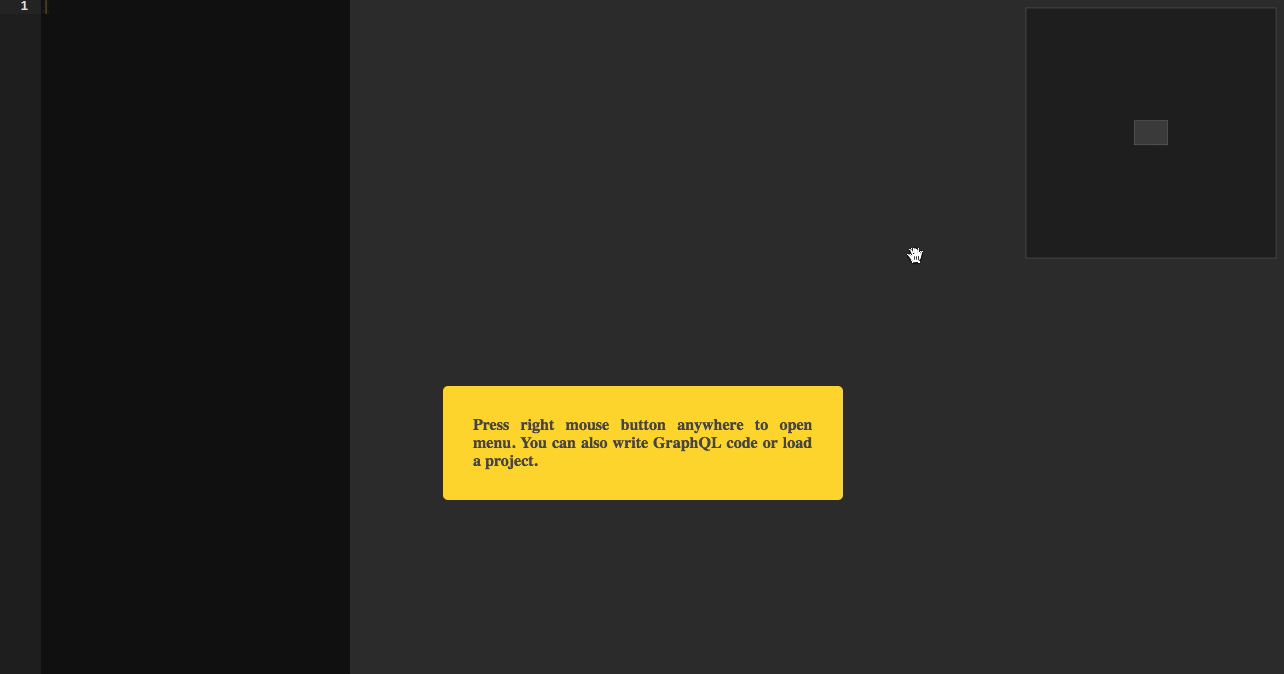 1
Press right mouse button anywhere to open
menu. You can also write GraphQL code or load
a project.